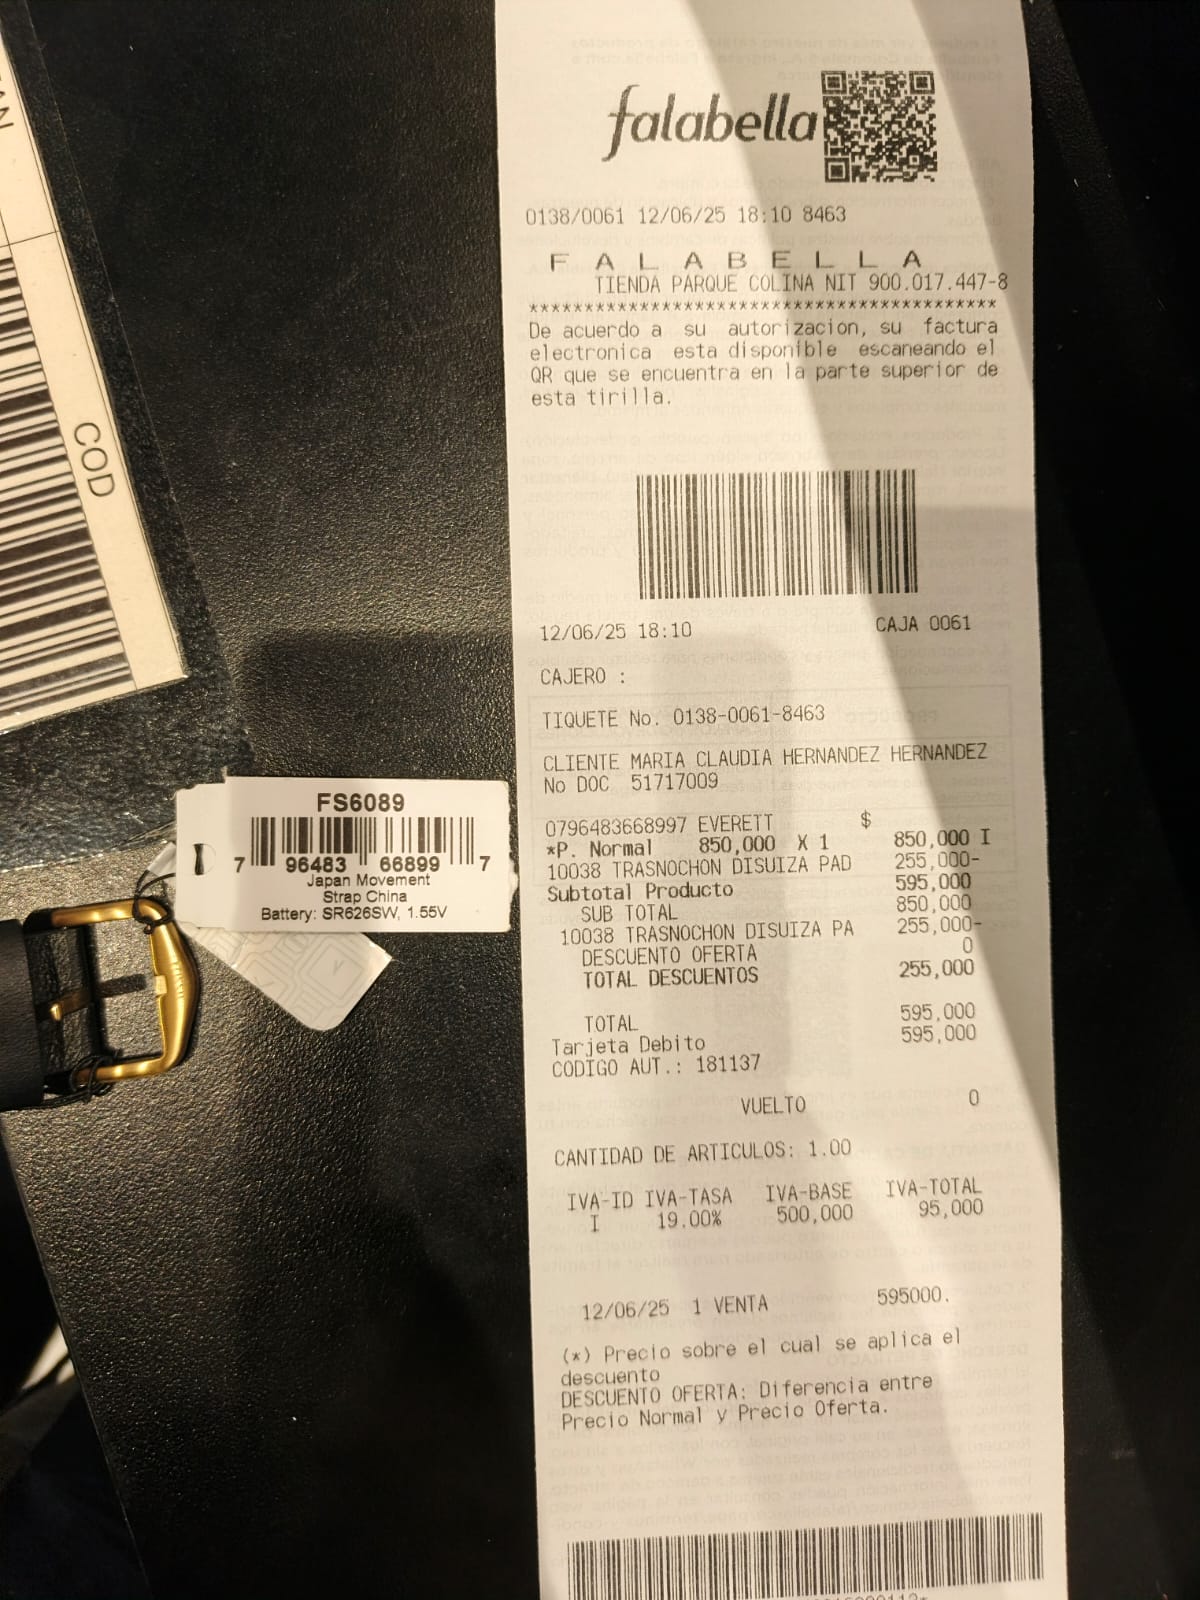 COD
FS6089
7 96483 66899 7
Japan Movement
Strap China
Battery: SR626SW, 1.55V
falabella
0138/0061 12/06/25 18:10 8463
F A L A B E L L A
TIENDA PARQUE COLINA NIT 900.017.447-8
******************************************
De acuerdo a su autorizacion, su factura
electronica esta disponible escaneando el
QR que se encuentra en la parte superior de
esta tirilla.
12/06/25 18:10 CAJA 0061
CAJERO :
TIQUETE No. 0138-0061-8463
CLIENTE MARIA CLAUDIA HERNANDEZ HERNANDEZ
No DOC 51717009
0796483668997 EVERETT $
*P. Normal 850,000 X 1 850,000 I
10038 TRASNOCHON DISUIZA PAD 255,000-
Subtotal Producto 595,000
SUB TOTAL 850,000
10038 TRASNOCHON DISUIZA PA 255,000-
DESCUENTO OFERTA 0
TOTAL DESCUENTOS 255,000
TOTAL 595,000
Tarjeta Debito 595,000
CODIGO AUT.: 181137
VUELTO 0
CANTIDAD DE ARTICULOS: 1.00
IVA-ID IVA-TASA IVA-BASE IVA-TOTAL
I 19.00% 500,000 95,000
12/06/25 1 VENTA 595000.
(*) Precio sobre el cual se aplica el
descuento
DESCUENTO OFERTA: Diferencia entre
Precio Normal y Precio Oferta.